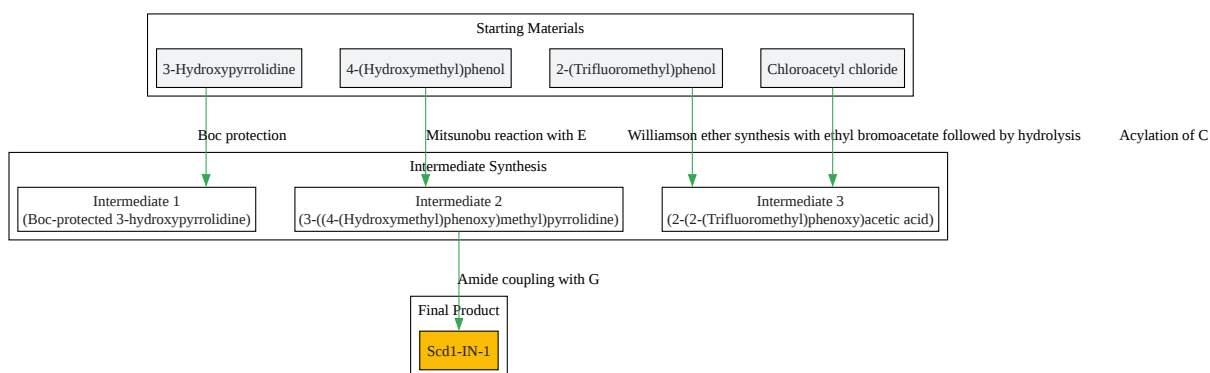 Starting Materials
3-Hydroxypyrrolidine
4-(Hydroxymethyl)phenol
2-(Trifluoromethyl)phenol
Chloroacetyl chloride
Boc protection
Mitsunobu reaction with E
Williamson ether synthesis with ethyl bromoacetate followed by hydrolysis
Acylation of C
Intermediate Synthesis
Intermediate 1
(Boc-protected 3-hydroxypyrrolidine)
Intermediate 2
(3-((4-(Hydroxymethyl)phenoxy)methyl)pyrrolidine)
Intermediate 3
(2-(2-(Trifluoromethyl)phenoxy)acetic acid)
Amide coupling with G
Final Product
Scd1-IN-1